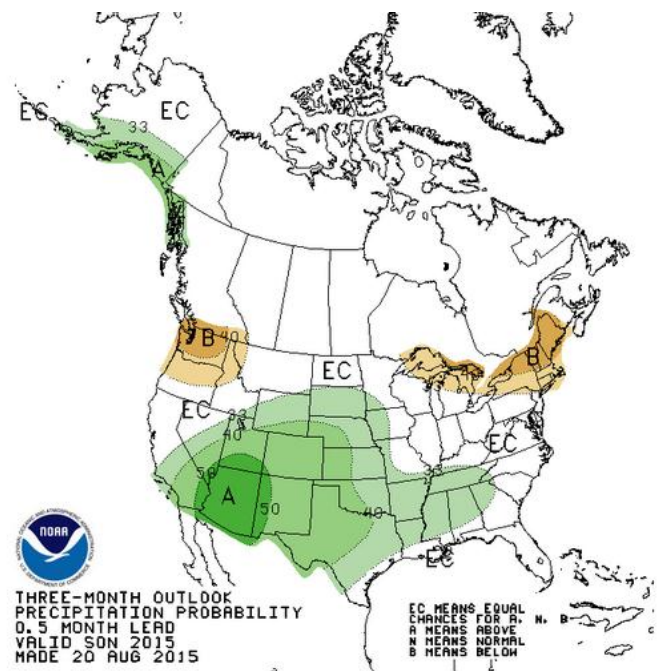 EC
EC
33
A
B 40
B
EC
EC
33
40
EC
50
33
A
50
40
EC
NOAA
THREE-MONTH OUTLOOK
PRECIPITATION PROBABILITY
0.5 MONTH LEAD
VALID SON 2015
MADE 20 AUG 2015
EC MEANS EQUAL
CHANCES FOR A, N, B
A MEANS ABOVE
N MEANS NORMAL
B MEANS BELOW